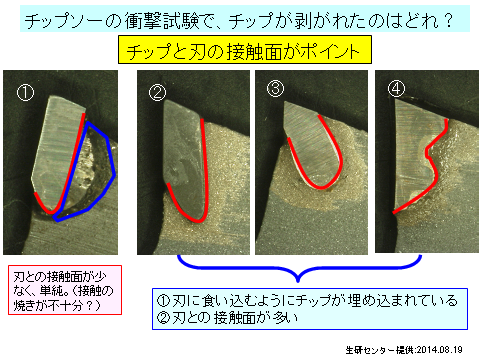 チップソーの衝撃試験で、チップが剥がれたのはどれ？
チップと刃の接触面がポイント
①
②
③
④
刃との接触面が少
なく、単純。（接触の
焼きが不十分？）
①刃に食い込むようにチップが埋め込まれている
②刃との接触面が多い
生研センター提供:2014.08.19